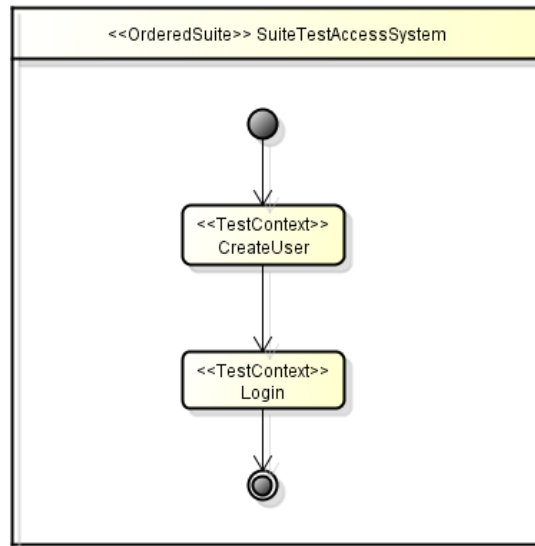 <<OrderedSuite>> SuiteTestAccessSystem
<<TestContext>>
CreateUser
<<TestContext>>
Login